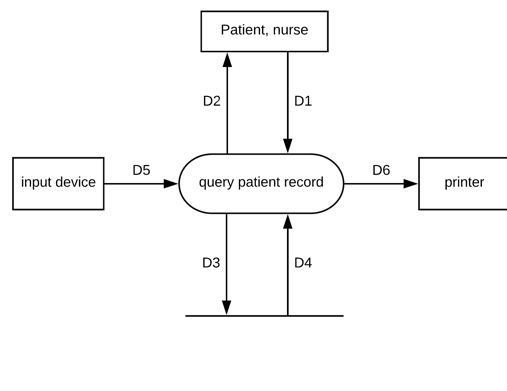 Patient, nurse
D2
D1
input device
D5
query patient record
D6
printer
D3
D4